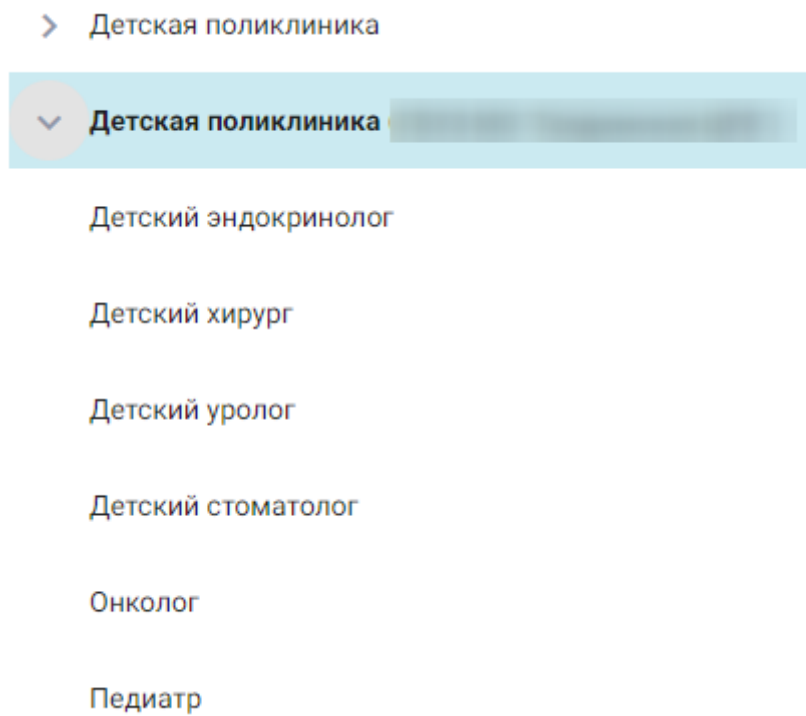 Детская поликлиника
Детская поликлиника
Детский эндокринолог
Детский хирург
Детский уролог
Детский стоматолог
Онколог
Педиатр